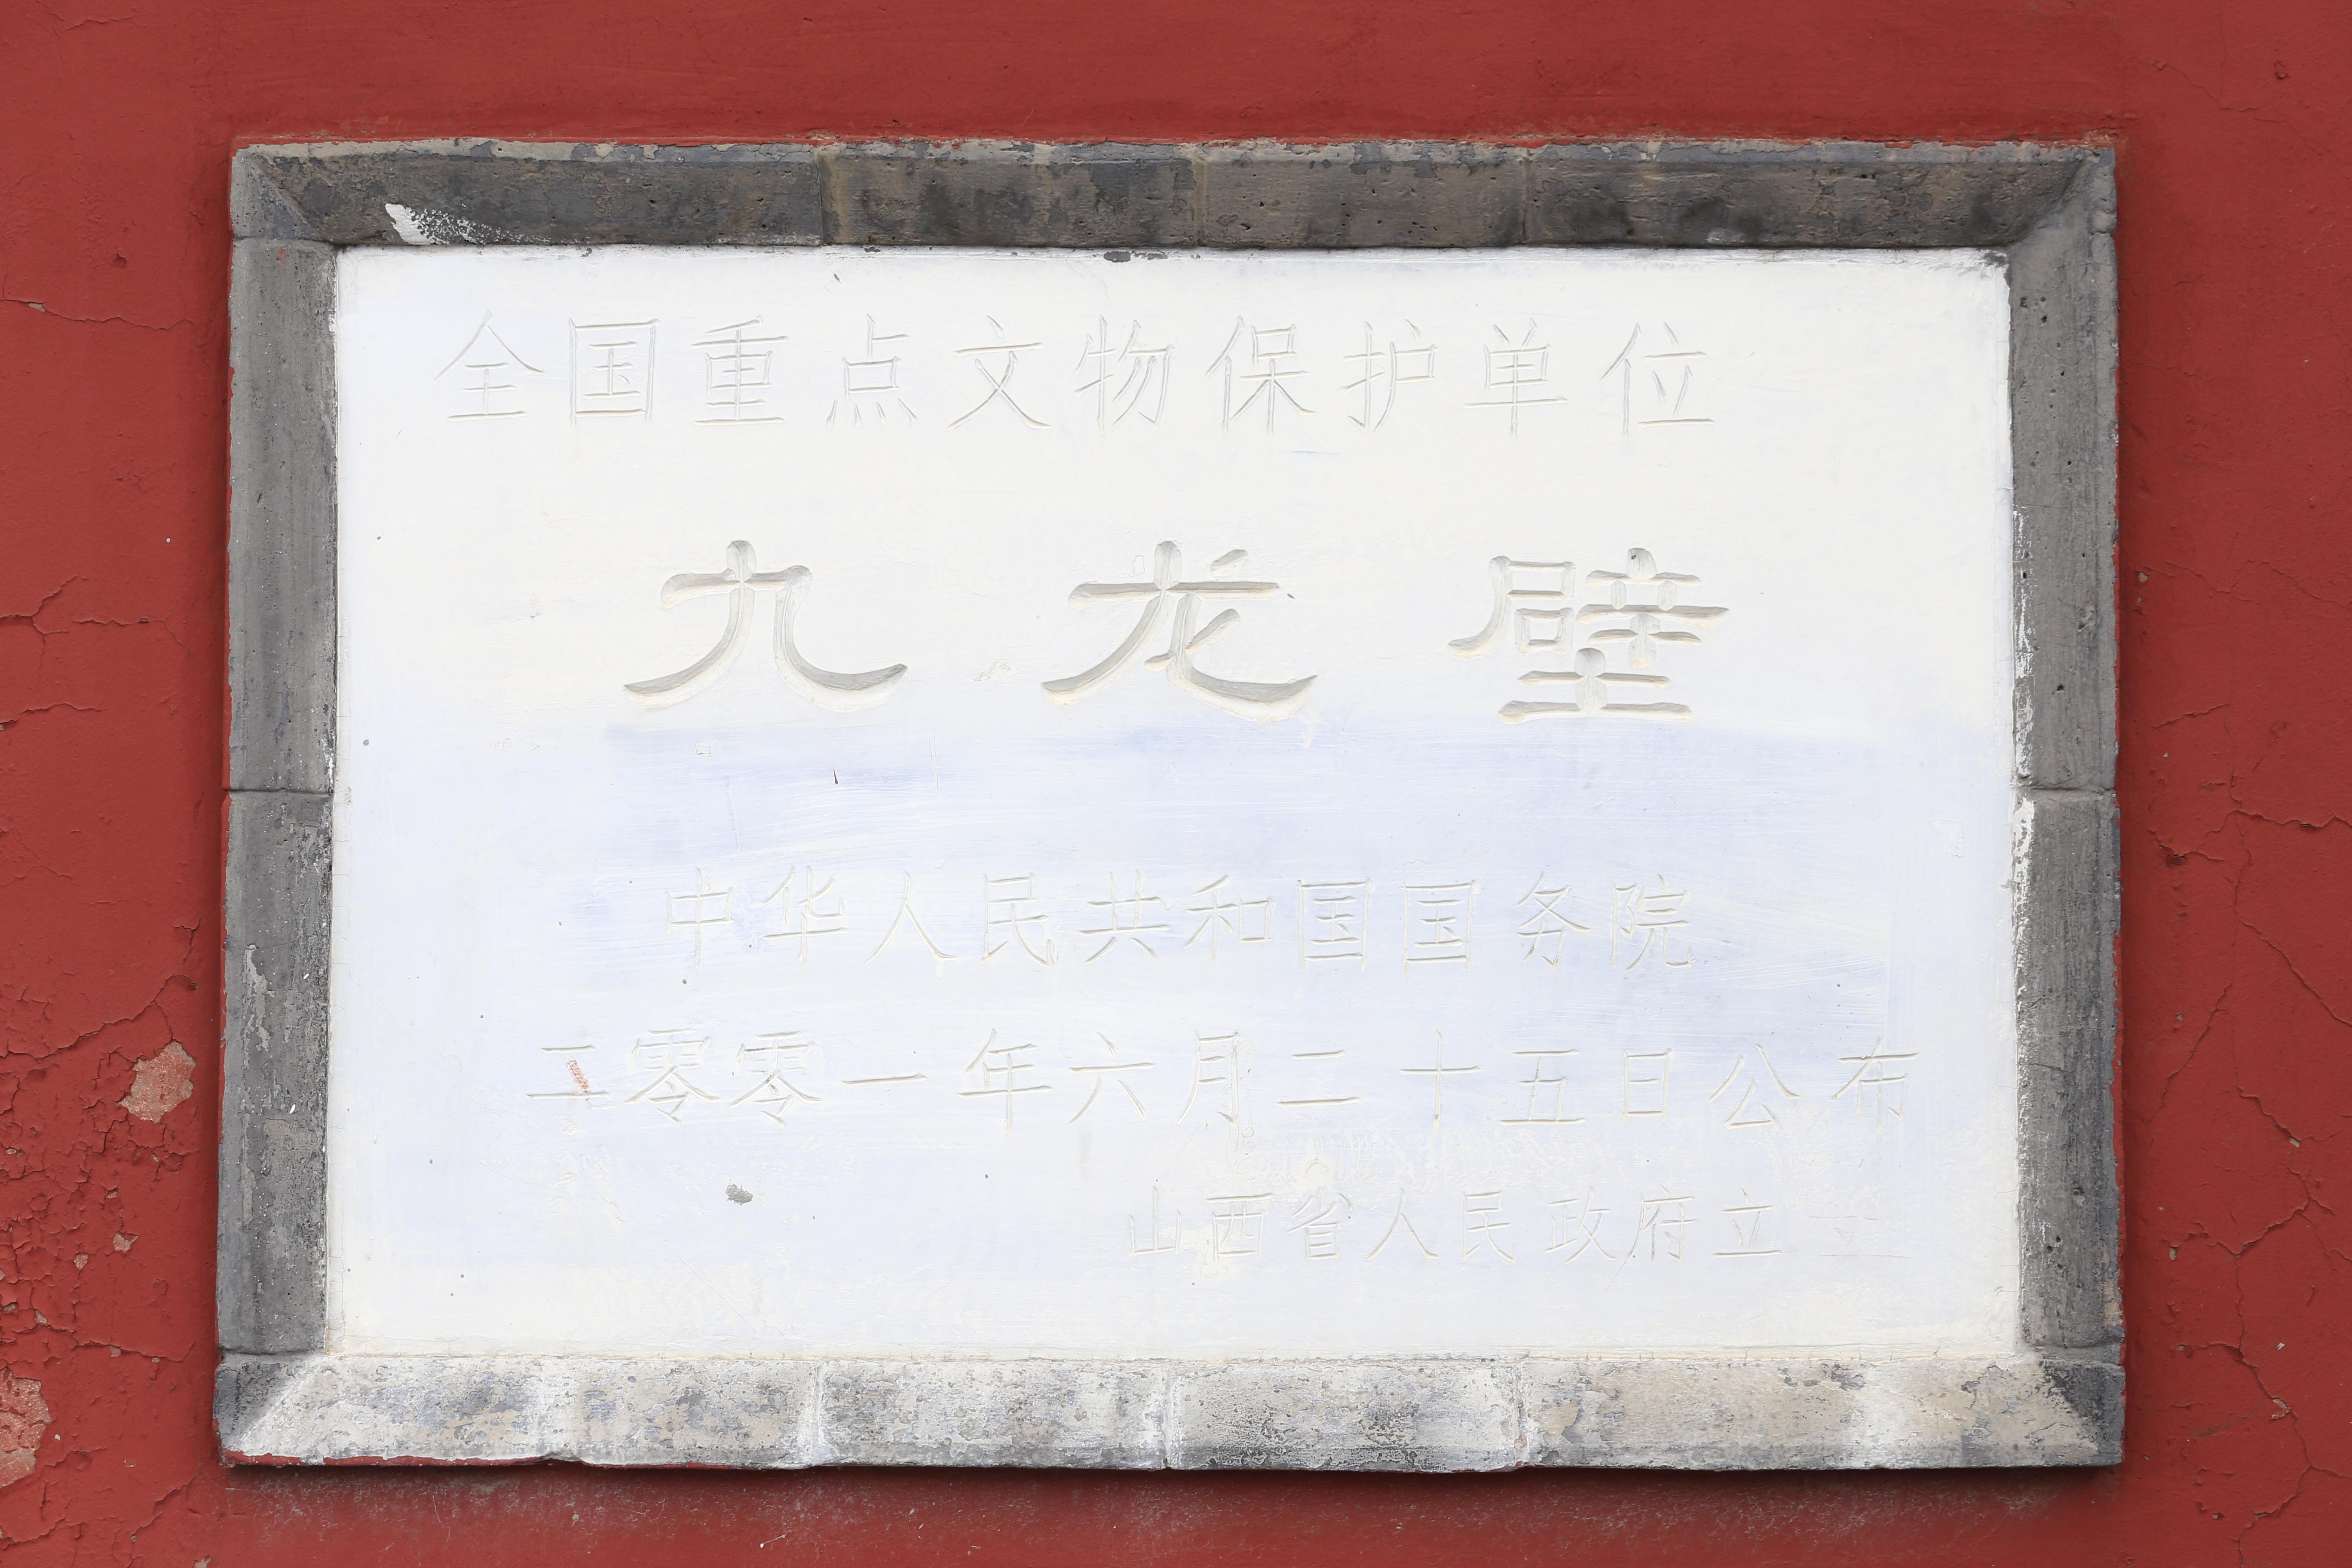 全国重点文物保护单位
九龙壁
中华人民共和国国务院
二零零一年六月二十五日公布
山西省人民政府立